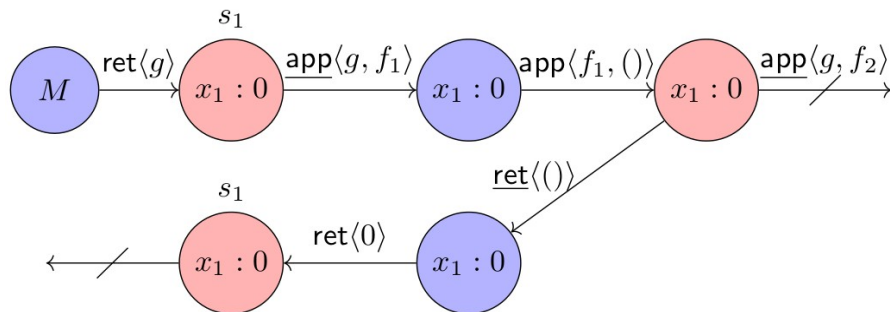 s₁
M ret⟨g⟩ x₁ : 0 app⟨g, f₁⟩ x₁ : 0 app⟨f₁, ()⟩ x₁ : 0 app⟨g, f₂⟩
ret⟨()⟩
s₁
x₁ : 0 ret⟨0⟩ x₁ : 0